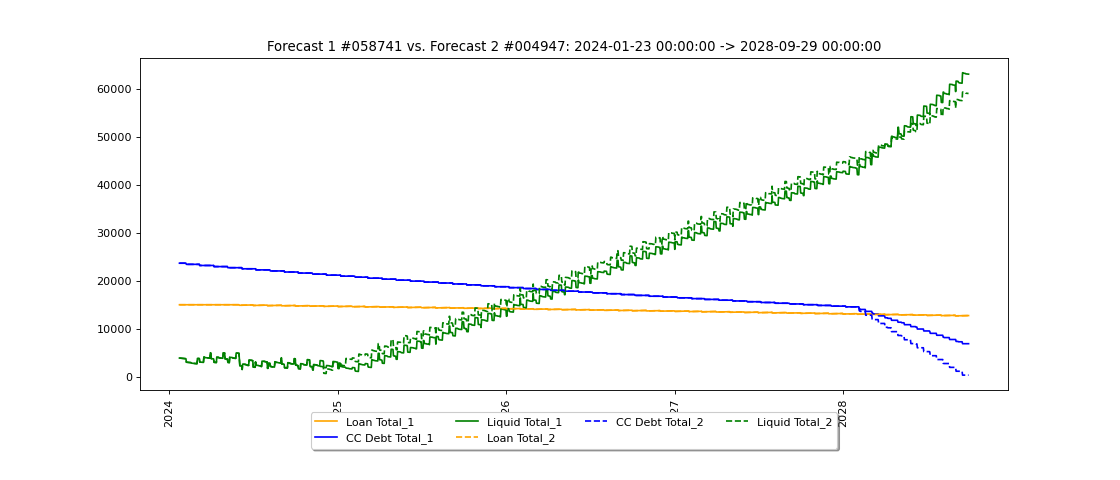 Forecast 1 #058741 vs. Forecast 2 #004947: 2024-01-23 00:00:00 -> 2028-09-29 00:00:00
60000
50000
40000
30000
20000
10000
0
2024
25
26
27
2028
Loan Total_1
Liquid Total_1
CC Debt Total_2
Liquid Total_2
CC Debt Total_1
Loan Total_2